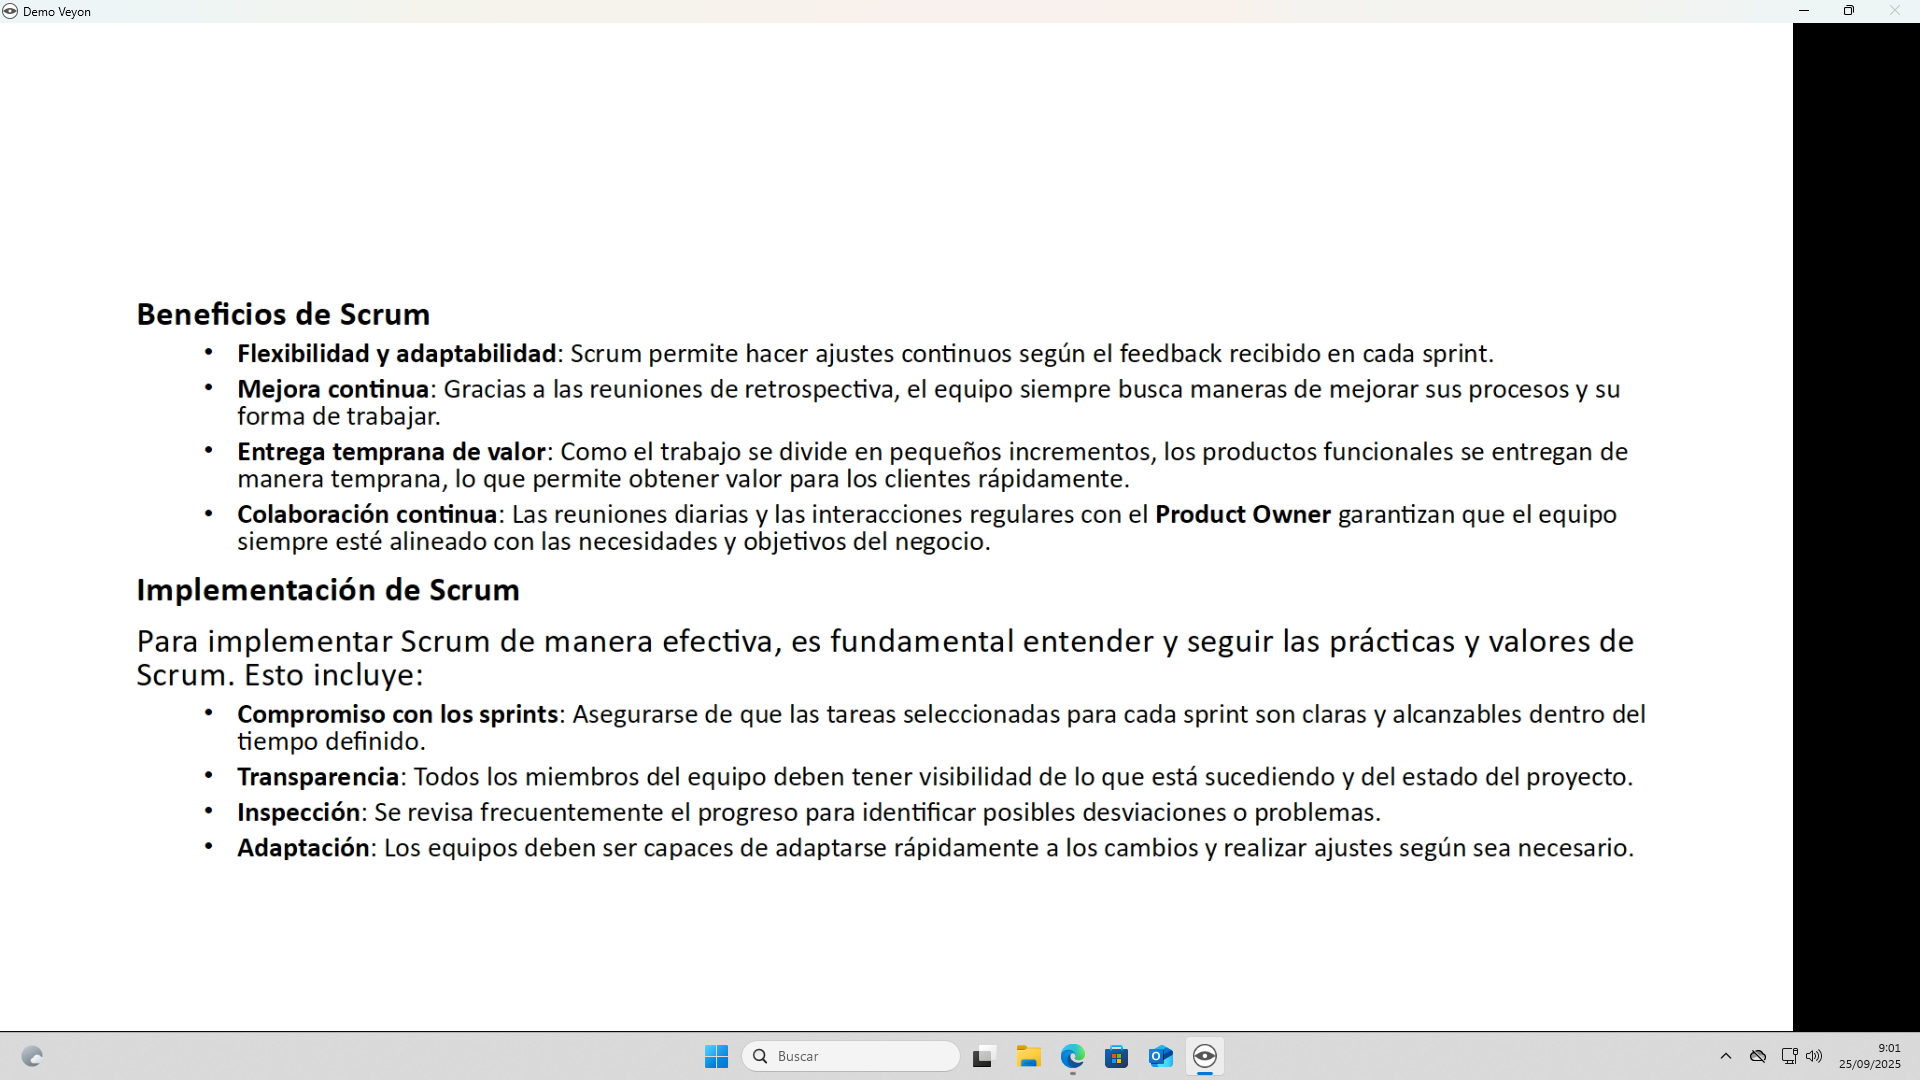 Demo Veyon
Beneficios de Scrum
• Flexibilidad y adaptabilidad: Scrum permite hacer ajustes continuos según el feedback recibido en cada sprint.
• Mejora continua: Gracias a las reuniones de retrospectiva, el equipo siempre busca maneras de mejorar sus procesos y su
forma de trabajar.
• Entrega temprana de valor: Como el trabajo se divide en pequeños incrementos, los productos funcionales se entregan de
manera temprana, lo que permite obtener valor para los clientes rápidamente.
• Colaboración continua: Las reuniones diarias y las interacciones regulares con el Product Owner garantizan que el equipo
siempre esté alineado con las necesidades y objetivos del negocio.
Implementación de Scrum
Para implementar Scrum de manera efectiva, es fundamental entender y seguir las prácticas y valores de
Scrum. Esto incluye:
• Compromiso con los sprints: Asegurarse de que las tareas seleccionadas para cada sprint son claras y alcanzables dentro del
tiempo definido.
• Transparencia: Todos los miembros del equipo deben tener visibilidad de lo que está sucediendo y del estado del proyecto.
• Inspección: Se revisa frecuentemente el progreso para identificar posibles desviaciones o problemas.
• Adaptación: Los equipos deben ser capaces de adaptarse rápidamente a los cambios y realizar ajustes según sea necesario.
Buscar
9:01
25/09/2025